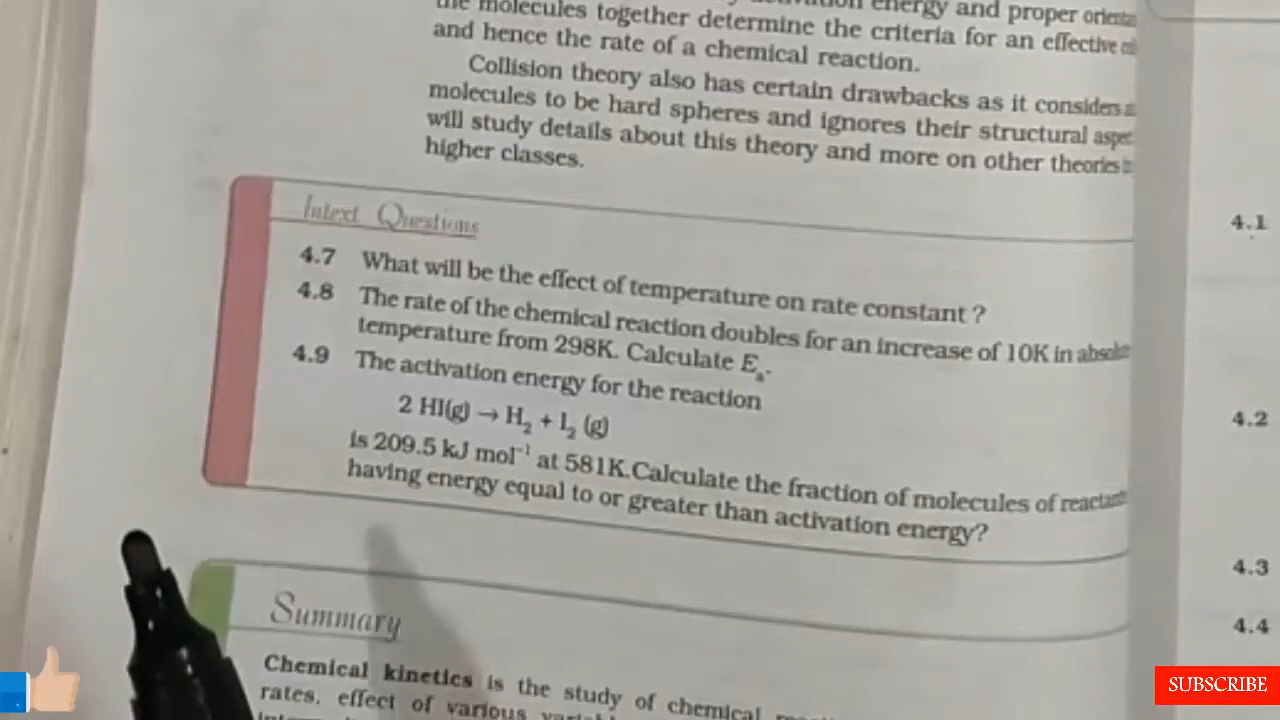 energy and proper
the molecules together determine the criteria for an effective
and hence the rate of a chemical reaction.
Collision theory also has certain drawbacks as it considers
molecules to be hard spheres and ignores their structural
will study details about this theory and more on other theories
higher classes.
Intext Questions
4.7 What will be the effect of temperature on rate constant ?
4.8 The rate of the chemical reaction doubles for an increase of 10K in
temperature from 298K. Calculate Eₐ.
4.9 The activation energy for the reaction
2 HI(g) → H₂ + I₂ (g)
is 209.5 kJ mol⁻¹ at 581K.Calculate the fraction of molecules of
having energy equal to or greater than activation energy?
Summary
Chemical kinetics is the study of chemical
rates, effect of various
4.1
4.2
4.3
4.4
SUBSCRIBE